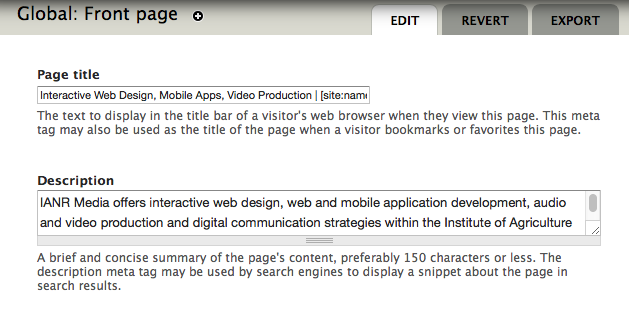 Global: Front page
EDIT REVERT EXPORT
Page title
Interactive Web Design, Mobile Apps, Video Production | [site:name
The text to display in the title bar of a visitor's web browser when they view this page. This meta
tag may also be used as the title of the page when a visitor bookmarks or favorites this page.
Description
IANR Media offers interactive web design, web and mobile application development, audio
and video production and digital communication strategies within the Institute of Agriculture
A brief and concise summary of the page's content, preferably 150 characters or less. The
description meta tag may be used by search engines to display a snippet about the page in
search results.